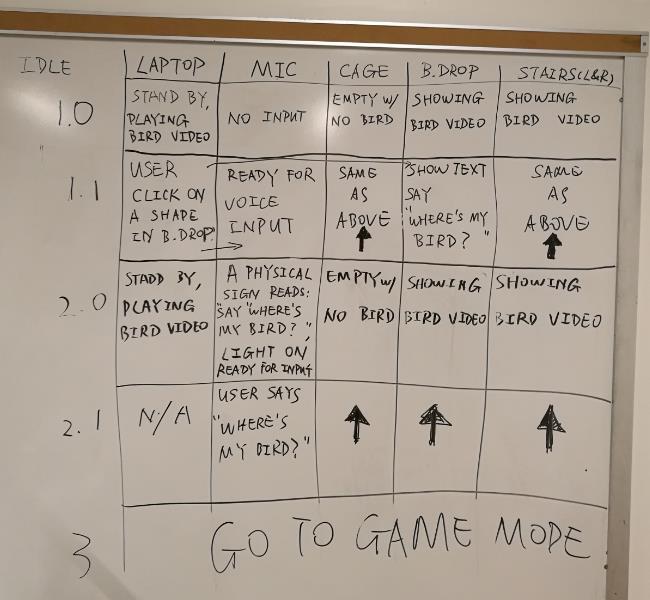 IDLE
LAPTOP
MIC
CAGE
B.DROP
STAIRS(L&R)
1.0
STAND BY,
PLAYING
BIRD VIDEO
NO INPUT
EMPTY W/
NO BIRD
SHOWING
BIRD VIDEO
SHOWING
BIRD VIDEO
1.1
USER
CLICK ON
A SHAPE
IN B.DROP.
READY FOR
VOICE
INPUT
SAME
AS
ABOVE
"SHOW TEXT
SAY
"WHERE'S MY
BIRD?"
SAME
AS
ABOVE
2.0
STADD BY,
PLAYING
BIRD VIDEO
A PHYSICAL
SIGN READS:
"SAY "WHERE'S
MY BIRD?",
LIGHT ON
READY FOR INPUT
EMPTY W/
NO BIRD
SHOWING
BIRD VIDEO
SHOWING
BIRD VIDEO
2.1
N/A
USER SAYS
"WHERE'S
MY BIRD?"
3
GO TO GAME MODE